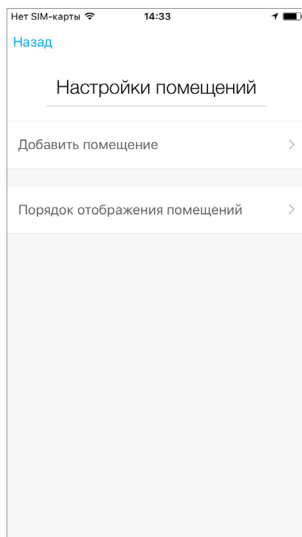 Нет SIM-карты 14:33
Назад
Настройки помещений
Добавить помещение
Порядок отображения помещений